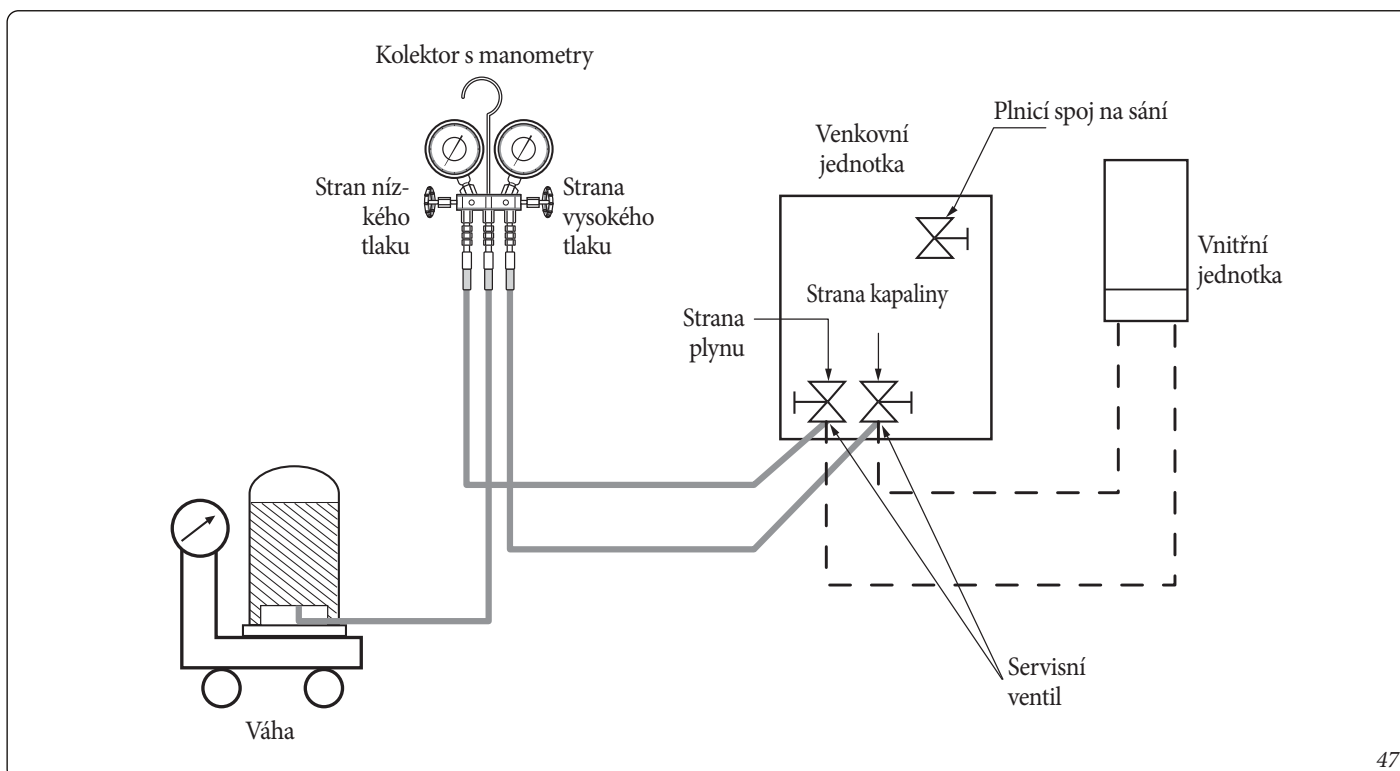 Kolektor s manometry
Stran níz-
kého
tlaku
Strana
vysokého
tlaku
Venkovní
jednotka
Plnicí spoj na sání
Vnitřní
jednotka
Strana kapaliny
Strana
plynu
Servisní
ventil
Váha
47